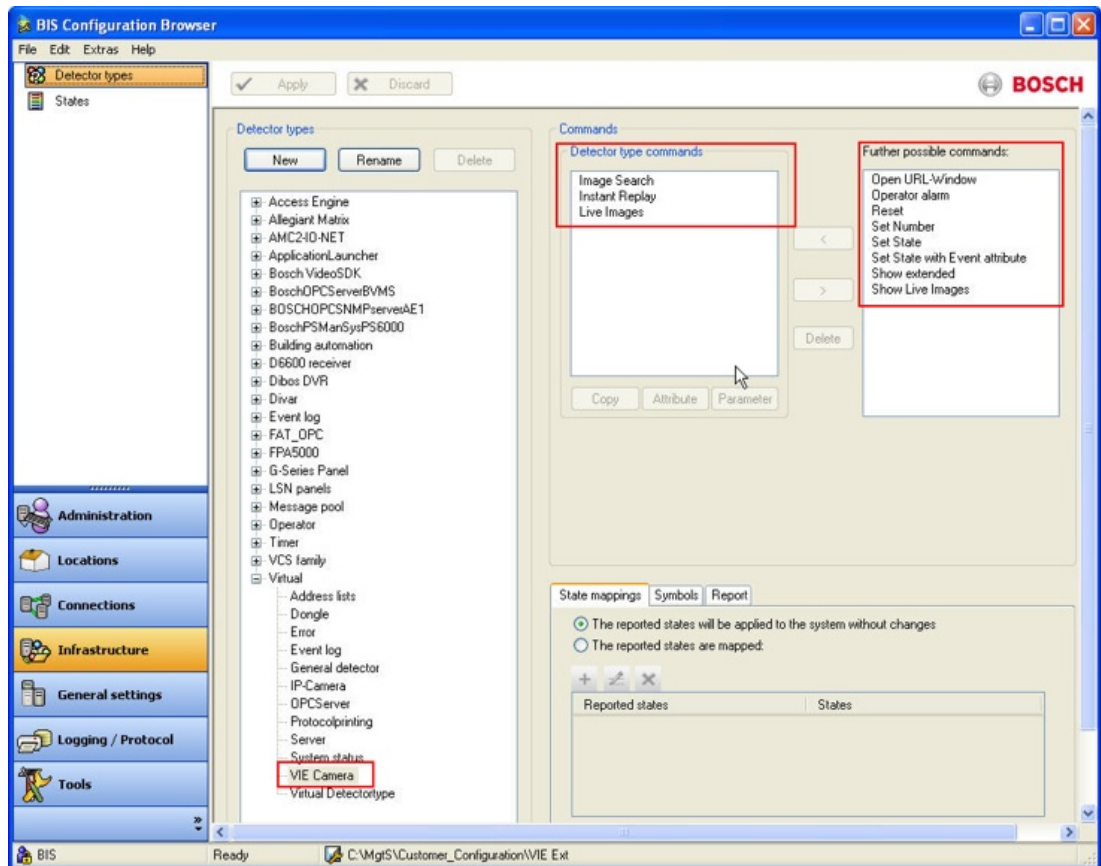 BIS Configuration Browser
File Edit Extras Help
Detector types
States
Apply
Discard
BOSCH
Detector types
New
Rename
Delete
Access Engine
Allegiant Matrix
AMC2-IO-NET
ApplicationLauncher
Bosch VideoSDK
BoschOPCServerBVMS
BOSCHOPCSNMPserverAE1
BoschPSManSysPS6000
Building automation
D6600 receiver
Dibos DVR
Divar
Event log
FAT_OPC
FPA5000
G-Series Panel
LSN panels
Message pool
Operator
Timer
VCS family
Virtual
Address lists
Dongle
Error
Event log
General detector
IP-Camera
OPCServer
Protocolprinting
Server
System status
VIE Camera
Virtual Detectortype
Commands
Detector type commands
Image Search
Instant Replay
Live Images
Copy
Attribute
Parameter
<
>
Delete
Further possible commands:
Open URL-Window
Operator alarm
Reset
Set Number
Set State
Set State with Event attribute
Show extended
Show Live Images
State mappings
Symbols
Report
The reported states will be applied to the system without changes
The reported states are mapped:
Reported states
States
Administration
Locations
Connections
Infrastructure
General settings
Logging / Protocol
Tools
BIS
Ready
C:\MgtS\Customer_Configuration\VIE Ext